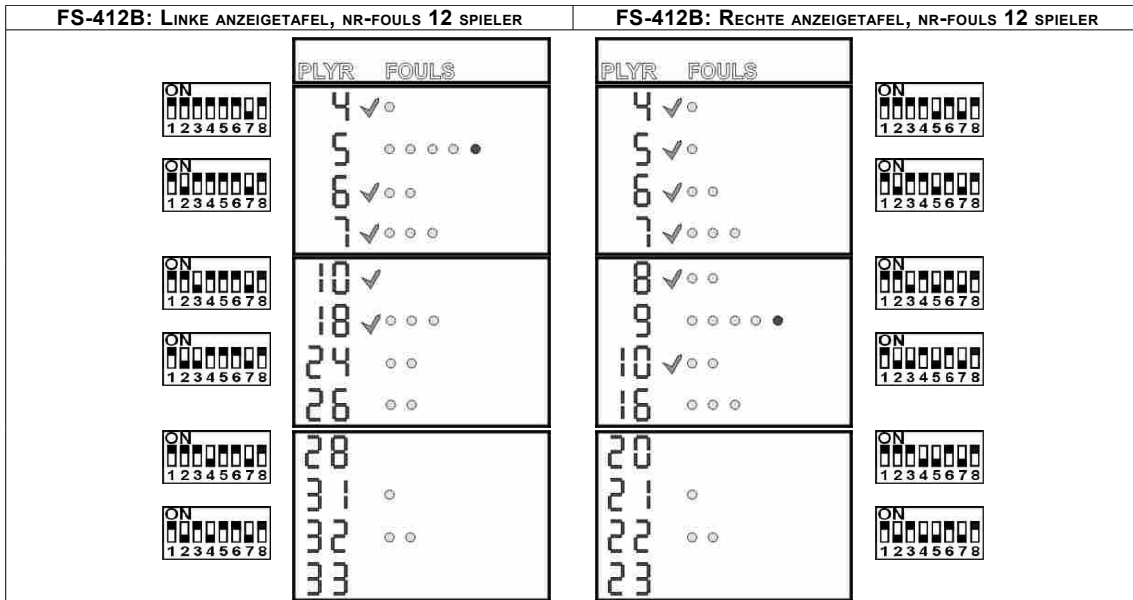 FS-412B: LINKE ANZEIGETAFEL, NR-FOULS 12 SPIELER
FS-412B: RECHTE ANZEIGETAFEL, NR-FOULS 12 SPIELER
PLYR FOULS
PLYR FOULS
ON
12345678
4
4
ON
12345678
5
5
ON
12345678
6
6
ON
12345678
7
7
ON
12345678
10
8
ON
12345678
18
9
ON
12345678
24
10
ON
12345678
26
16
ON
12345678
28
20
ON
12345678
31
21
ON
12345678
32
22
ON
12345678
33
23